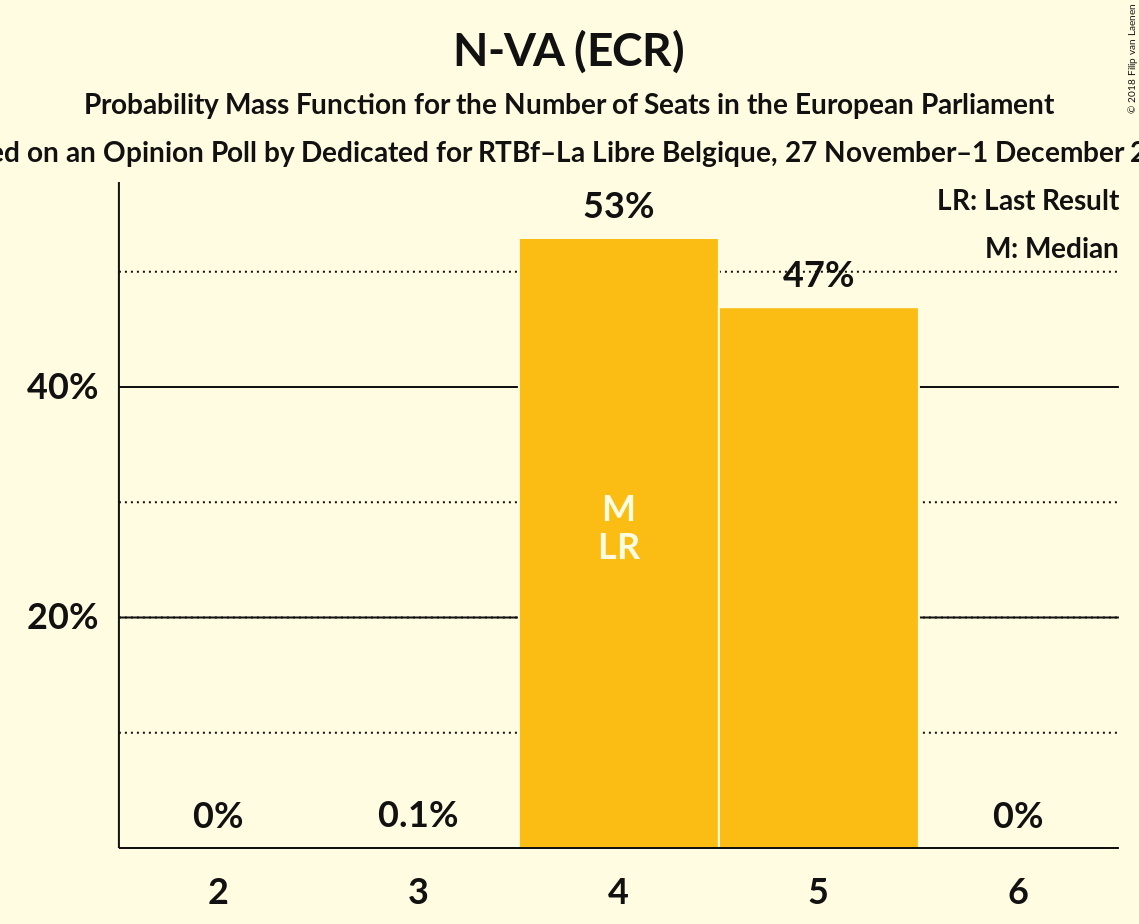 N-VA (ECR)
Probability Mass Function for the Number of Seats in the European Parliament
on an Opinion Poll by Dedicated for RTBf–La Libre Belgique, 27 November–1 December
© 2018 Filip van Laenen
LR: Last Result
M: Median
53%
47%
40%
M
LR
20%
0%
0.1%
0%
2
3
4
5
6